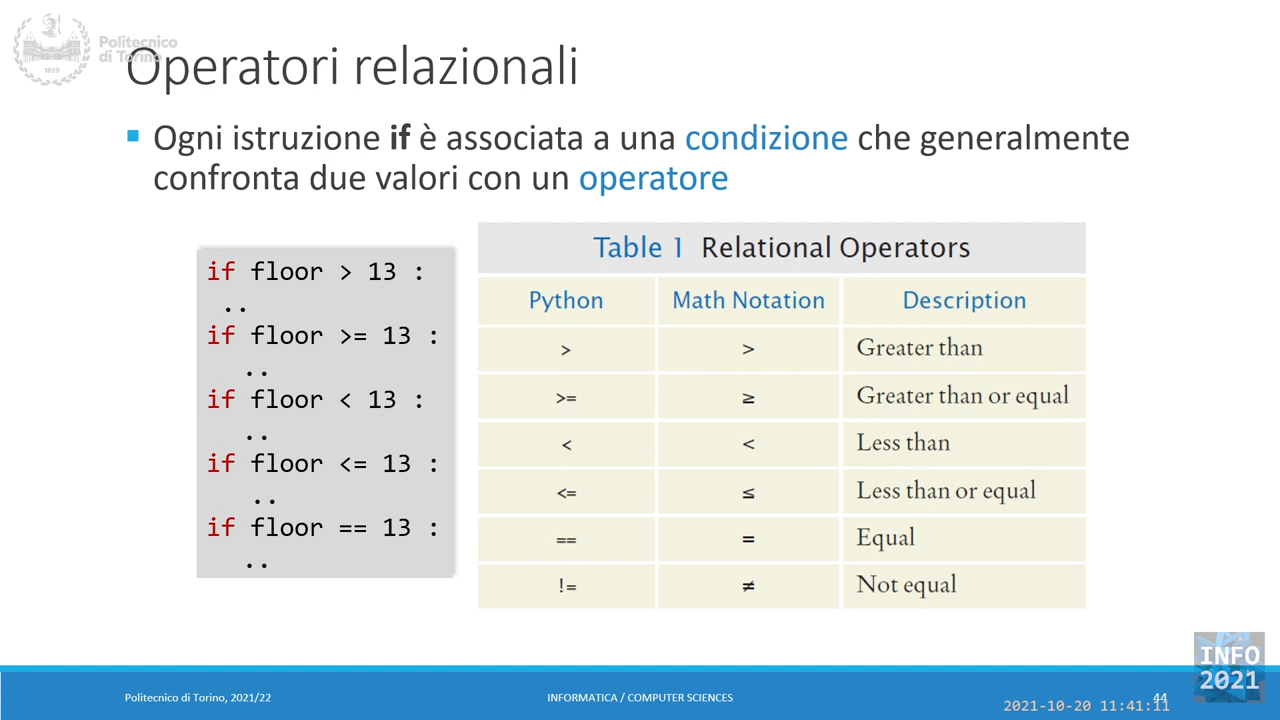 Politecnico
di Torino
1859
Operatori relazionali
Ogni istruzione if è associata a una condizione che generalmente
confronta due valori con un operatore
if floor > 13 :
..
if floor >= 13 :
..
if floor < 13 :
..
if floor <= 13 :
..
if floor == 13 :
..
Table 1 Relational Operators
Python Math Notation Description
> > Greater than
>= ≥ Greater than or equal
< < Less than
<= ≤ Less than or equal
== = Equal
!= ≠ Not equal
INFO
2021
Politecnico di Torino, 2021/22 INFORMATICA / COMPUTER SCIENCES 44
2021-10-20 11:41:11